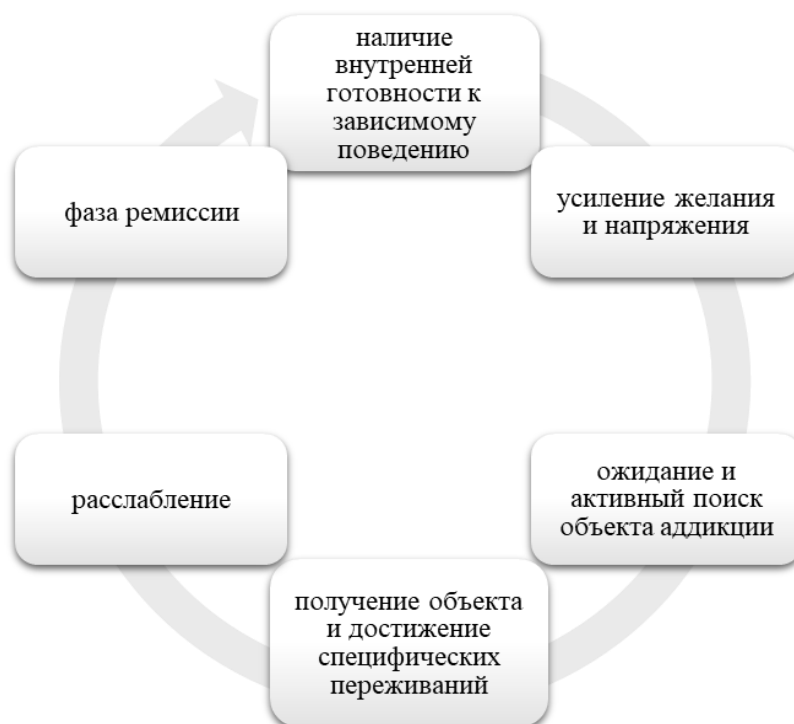 наличие
внутренней
готовности к
зависимому
поведению
усиление желания
и напряжения
ожидание и
активный поиск
объекта аддикции
получение объекта
и достижение
специфических
переживаний
расслабление
фаза ремиссии